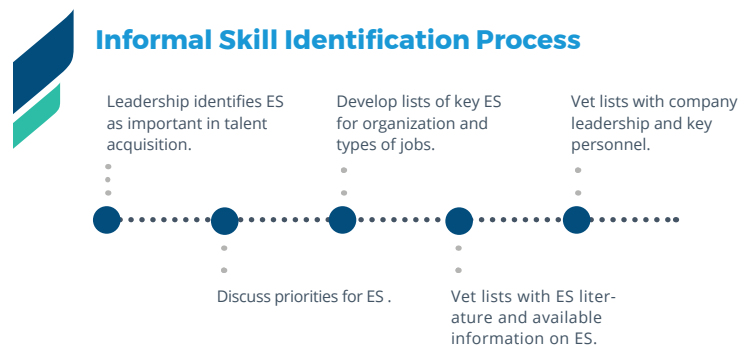 Informal Skill Identification Process
Leadership identifies ES
as important in talent
acquisition.
Develop lists of key ES
for organization and
types of jobs.
Vet lists with company
leadership and key
personnel.
Discuss priorities for ES .
Vet lists with ES liter-
ature and available
information on ES.